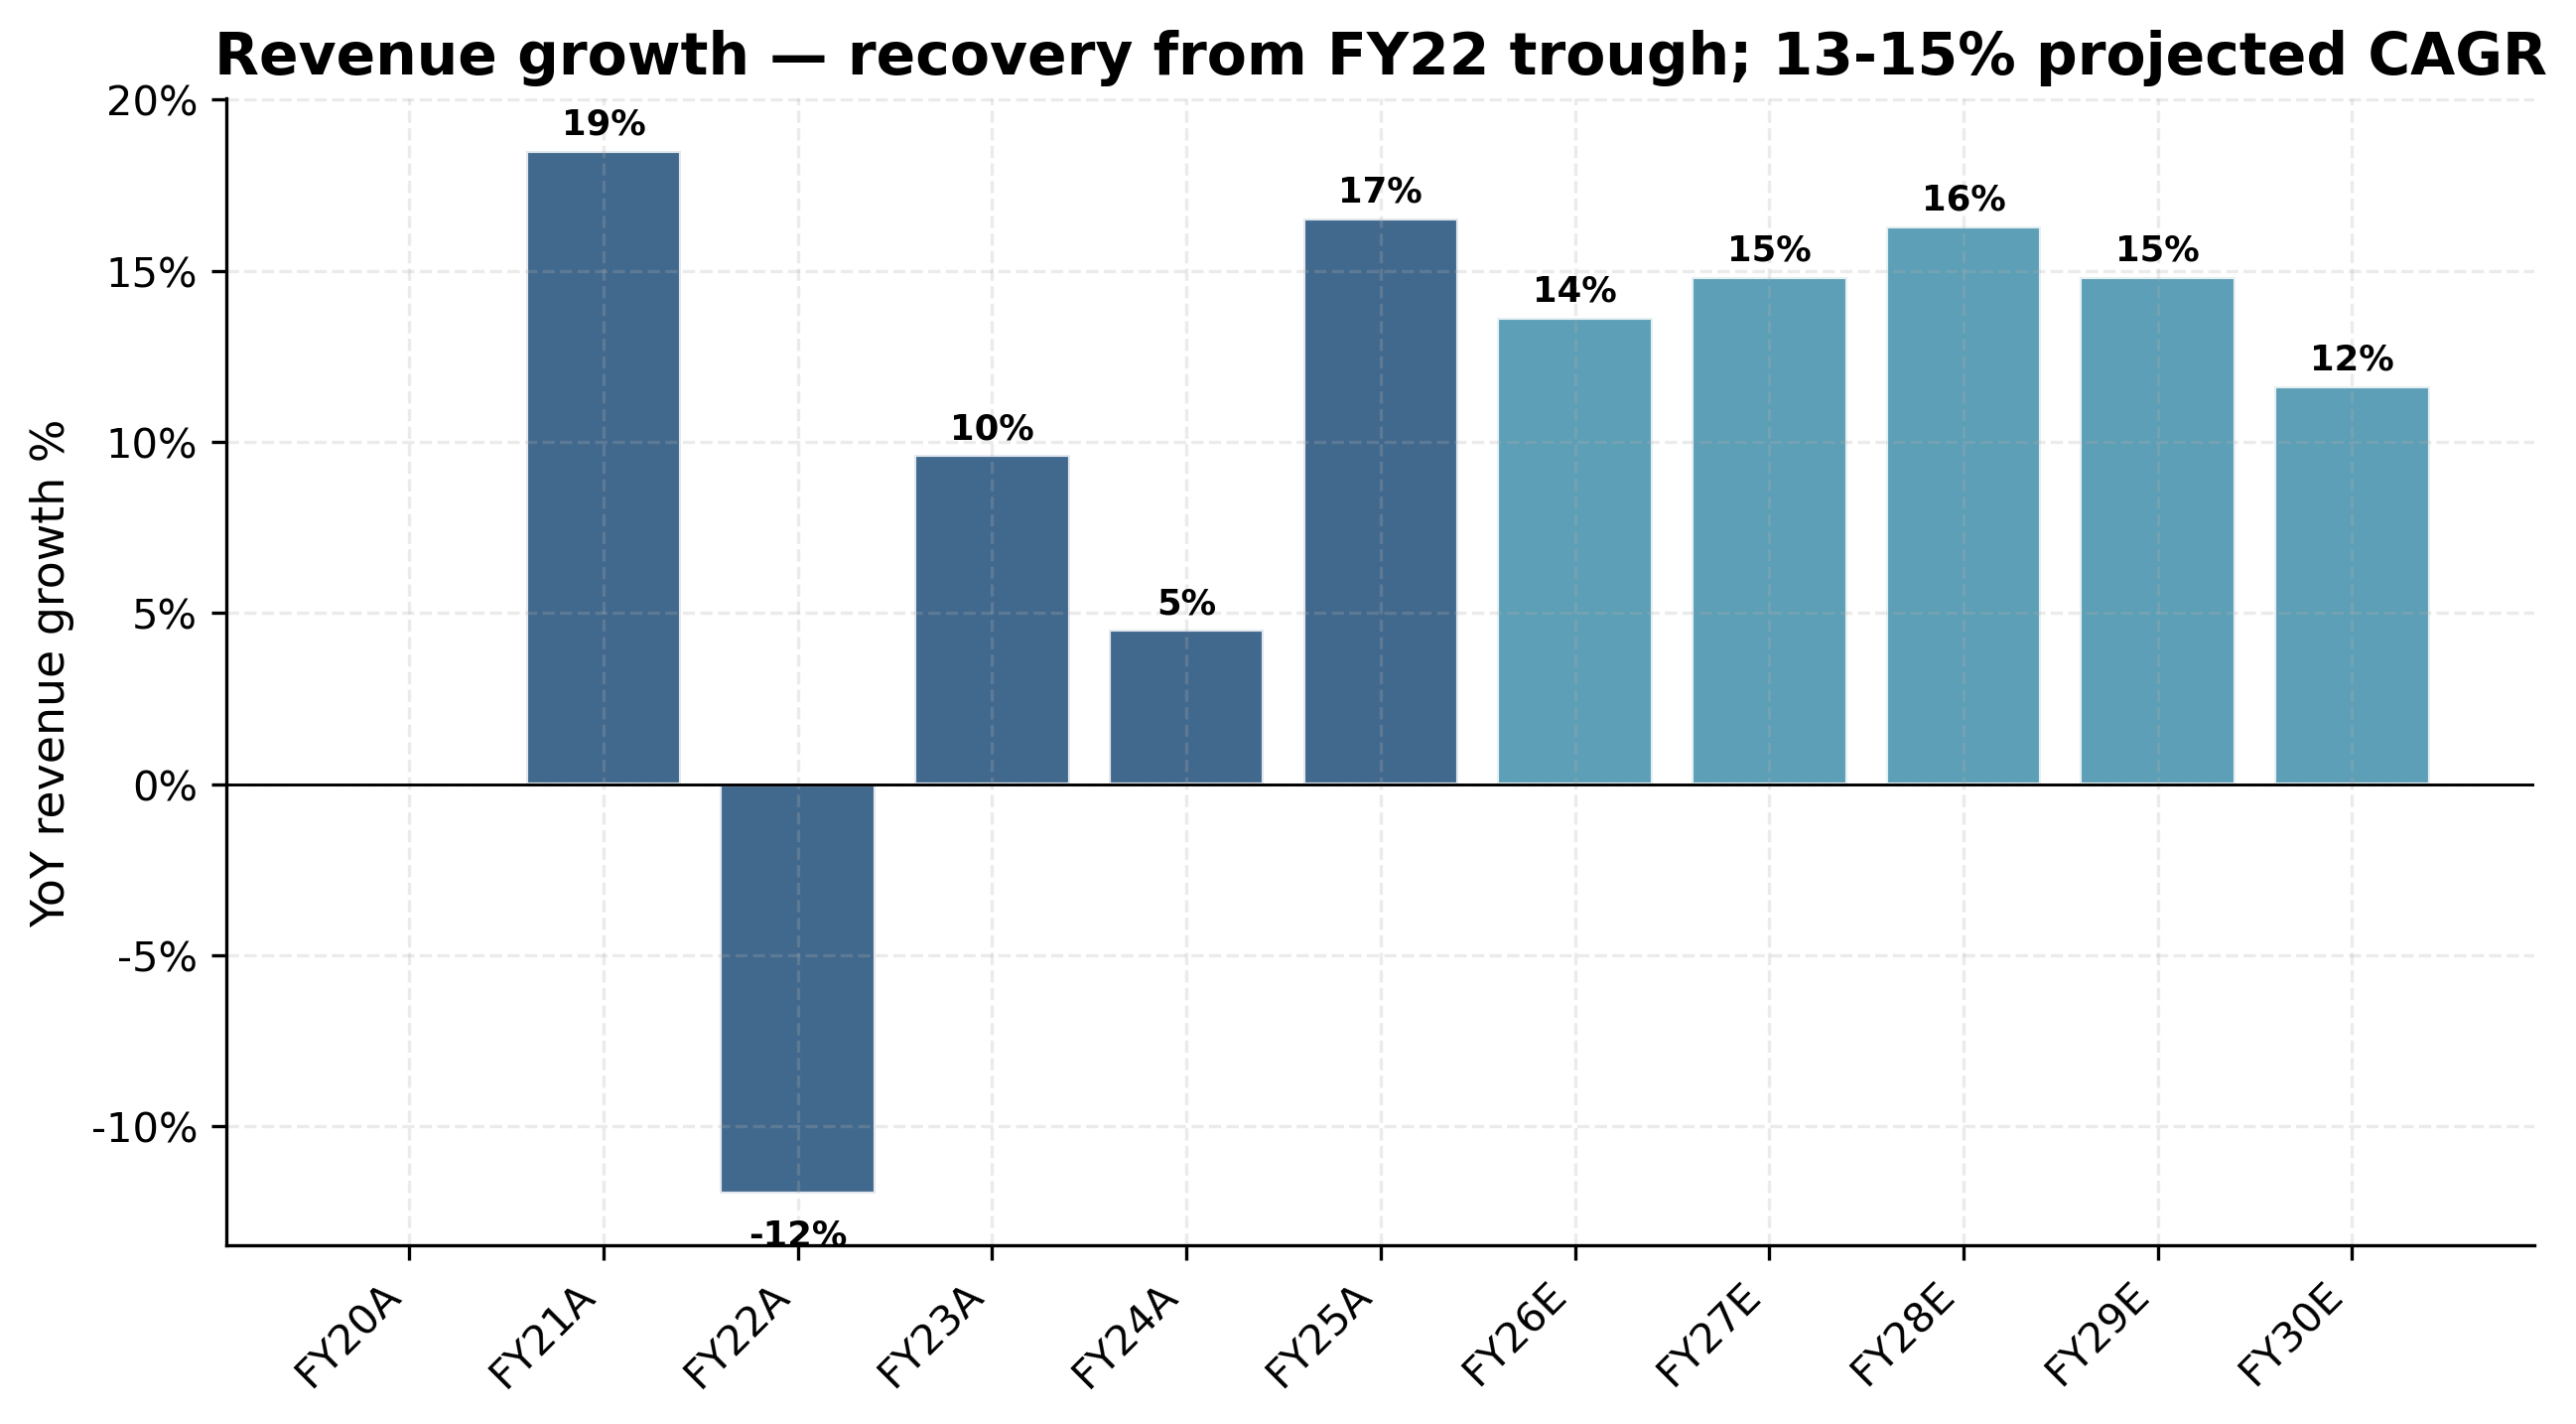 Revenue growth — recovery from FY22 trough; 13-15% projected CAGR
YoY revenue growth %
20%
15%
10%
5%
0%
-5%
-10%
19%
-12%
10%
5%
17%
14%
15%
16%
15%
12%
FY20A
FY21A
FY22A
FY23A
FY24A
FY25A
FY26E
FY27E
FY28E
FY29E
FY30E